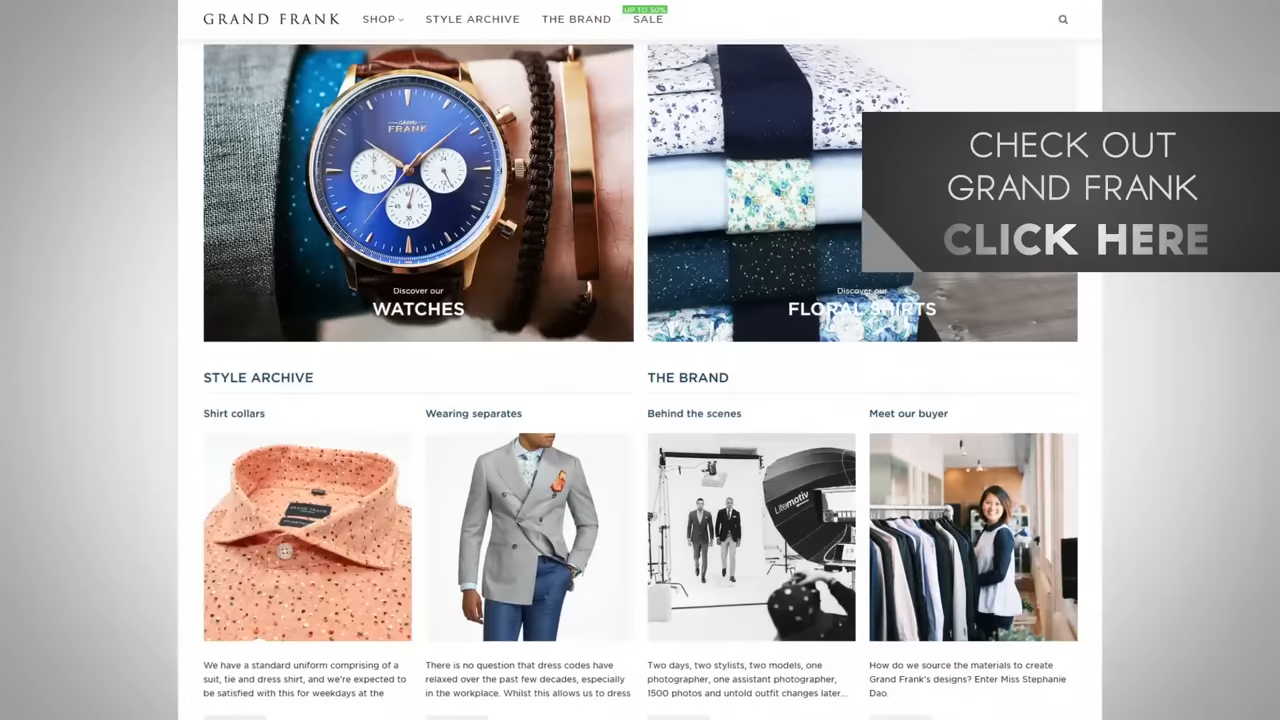 GRAND FRANK
SHOP
STYLE ARCHIVE
THE BRAND
UP TO 50%
SALE
GRAND
FRANK
Discover our
WATCHES
Discover our
FLORAL SHIRTS
CHECK OUT
GRAND FRANK
CLICK HERE
STYLE ARCHIVE
THE BRAND
Shirt collars
Wearing separates
Behind the scenes
Meet our buyer
GRAND FRANK
Litemotiv
We have a standard uniform comprising of a
suit, tie and dress shirt, and we're expected to
be satisfied with this for weekdays at the
There is no question that dress codes have
relaxed over the past few decades, especially
in the workplace. Whilst this allows us to dress
Two days, two stylists, two models, one
photographer, one assistant photographer,
1500 photos and untold outfit changes later...
How do we source the materials to create
Grand Frank's designs? Enter Miss Stephanie
Dao.